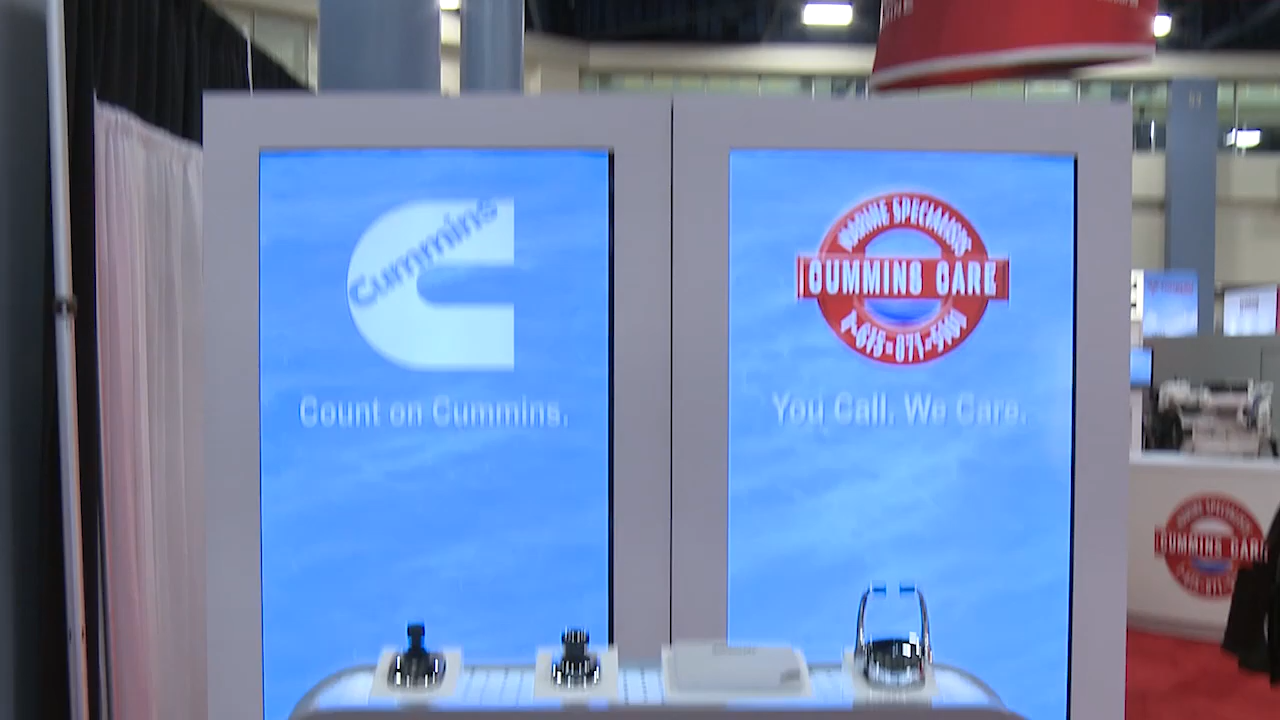 Cummins
Count on Cummins.
MARINE SPECIALISTS
CUMMINS CARE
You Call. We Care.
CUMMINS CARE